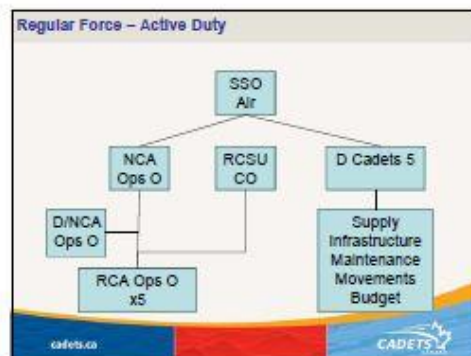 Regular Force – Active Duty
SSO
Air
NCA
Ops O
RCSU
CO
D Cadets 5
D/NCA
Ops O
Supply
Infrastructure
Maintenance
Movements
Budget
RCA Ops O
x5
cadets.ca
CADETS